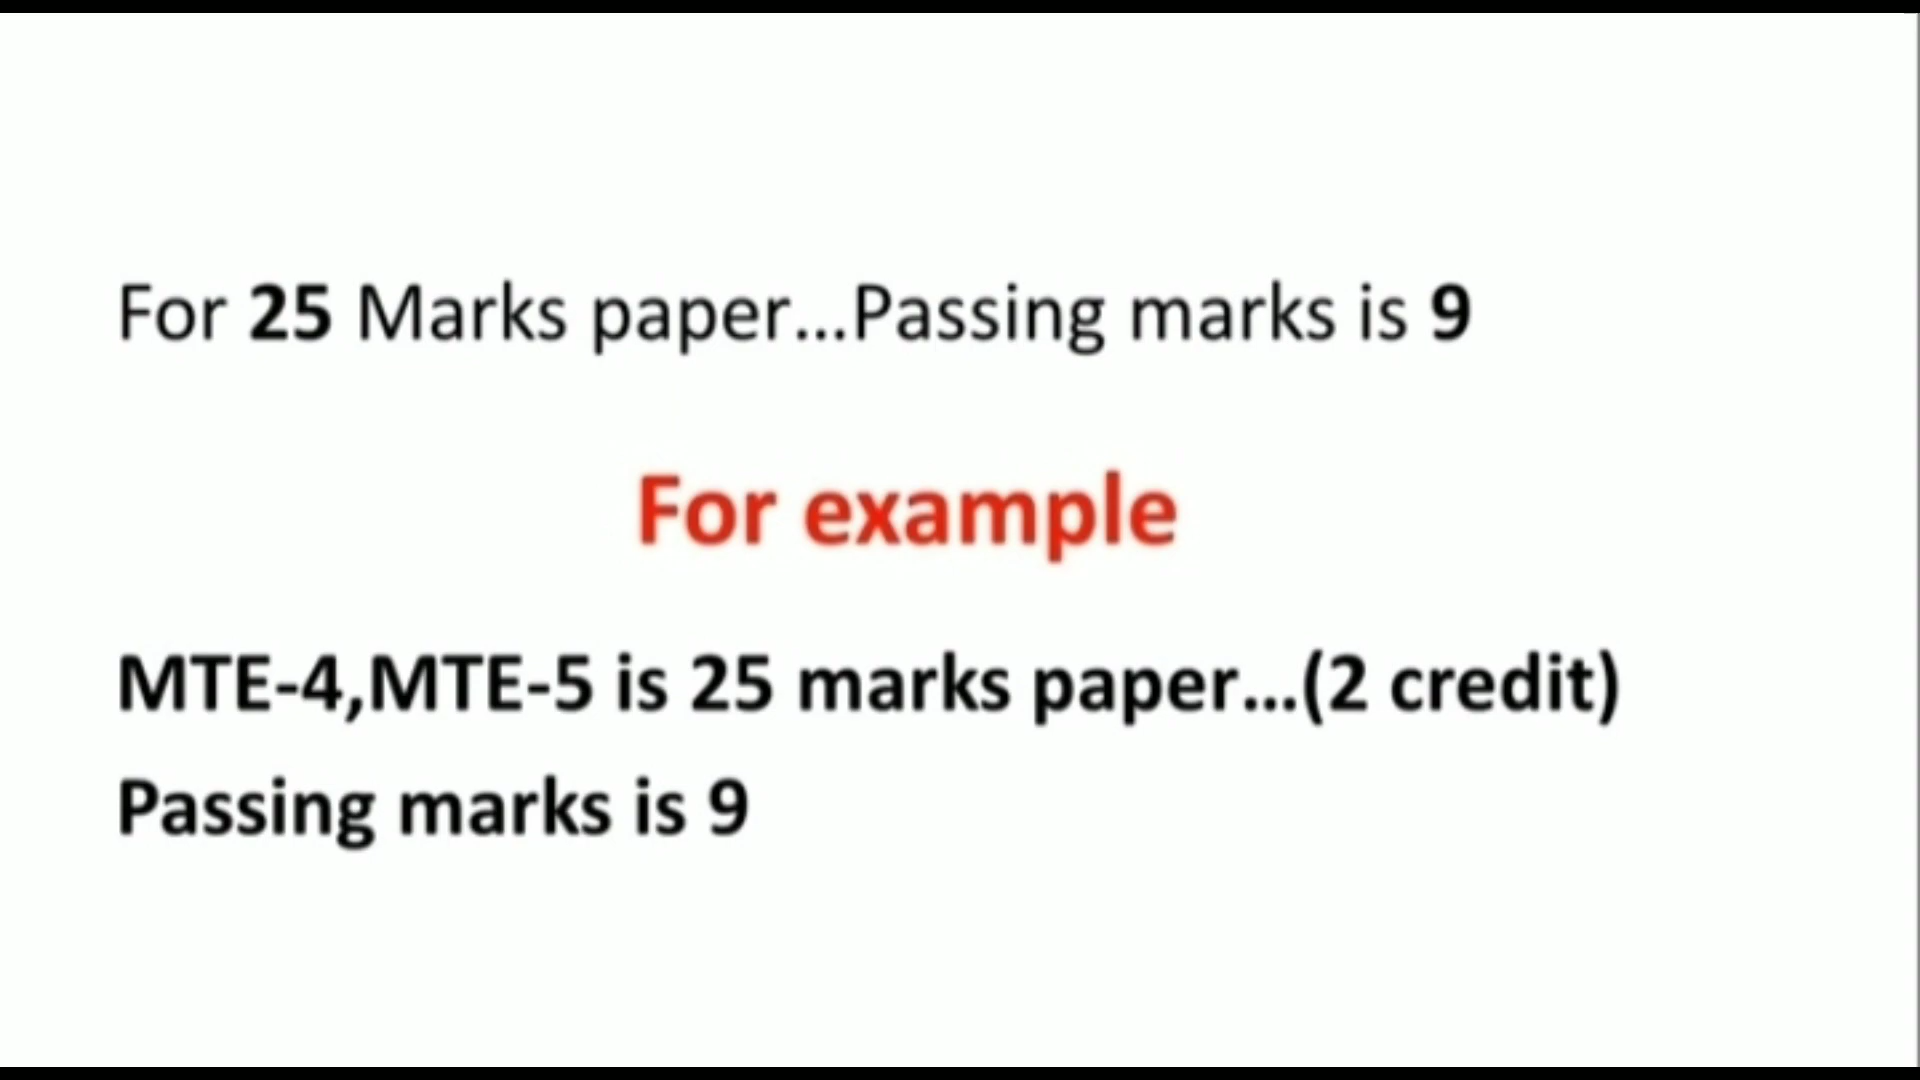 For 25 Marks paper...Passing marks is 9
For example
MTE-4,MTE-5 is 25 marks paper...(2 credit)
Passing marks is 9